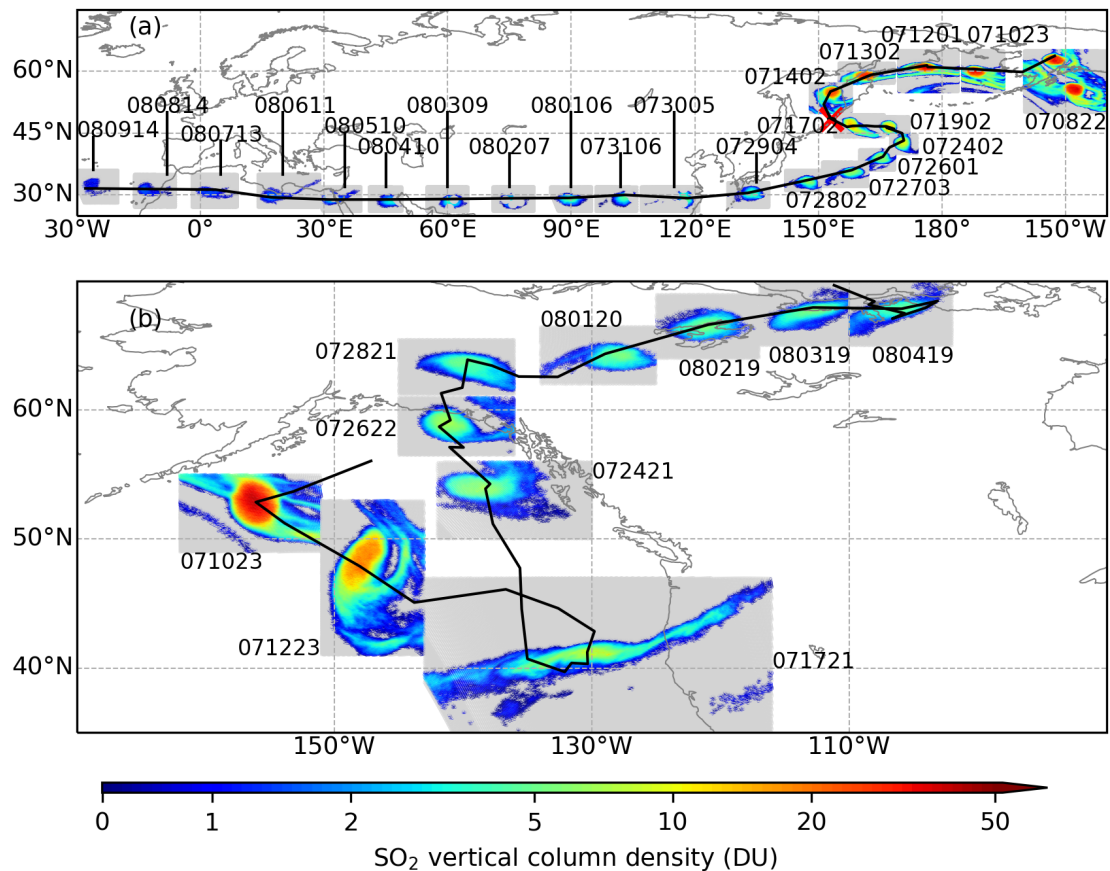 (a)
071201 071023
071302
60°N
071402
080814 080611 080309 080106 073005
080914 080713 080510 071702 071902 070822
45°N
080410 080207 073106 072904 072402
072601
072703
30°N
072802
30°W 0° 30°E 60°E 90°E 120°E 150°E 180° 150°W
(b)
080120
072821
080219 080319 080419
60°N
072622
072421
50°N
071023
071223
071721
40°N
150°W 130°W 110°W
0 1 2 5 10 20 50
SO₂ vertical column density (DU)